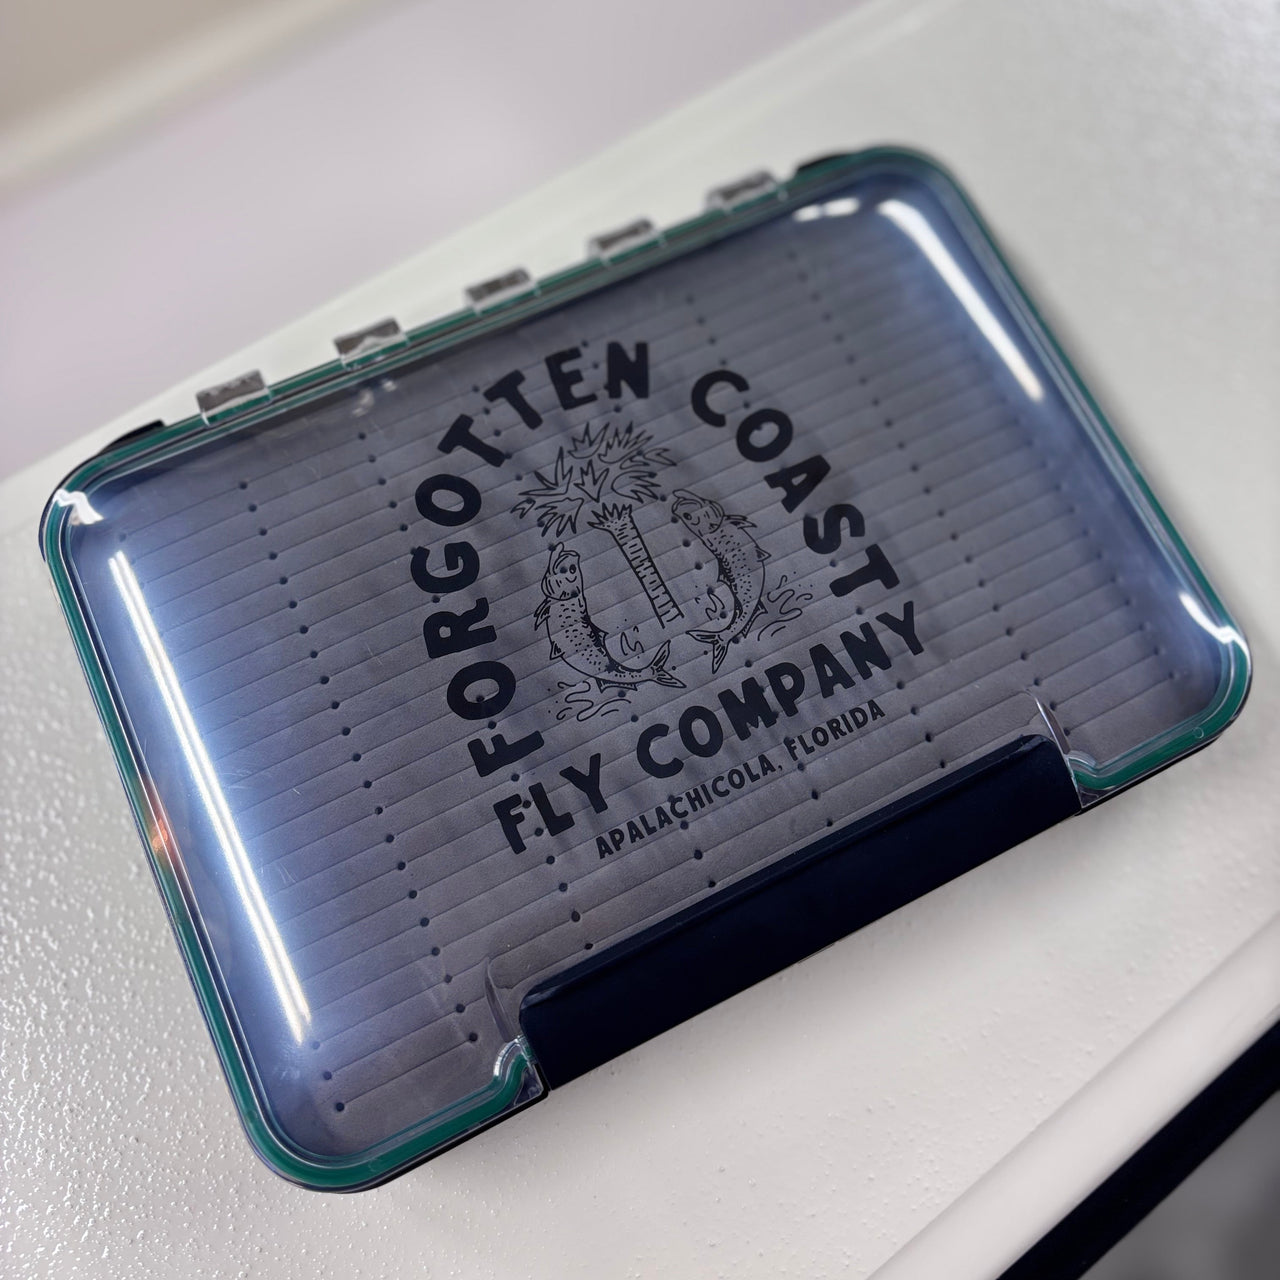 FORGOTTEN COAST
FLY COMPANY
APALACHICOLA, FLORIDA